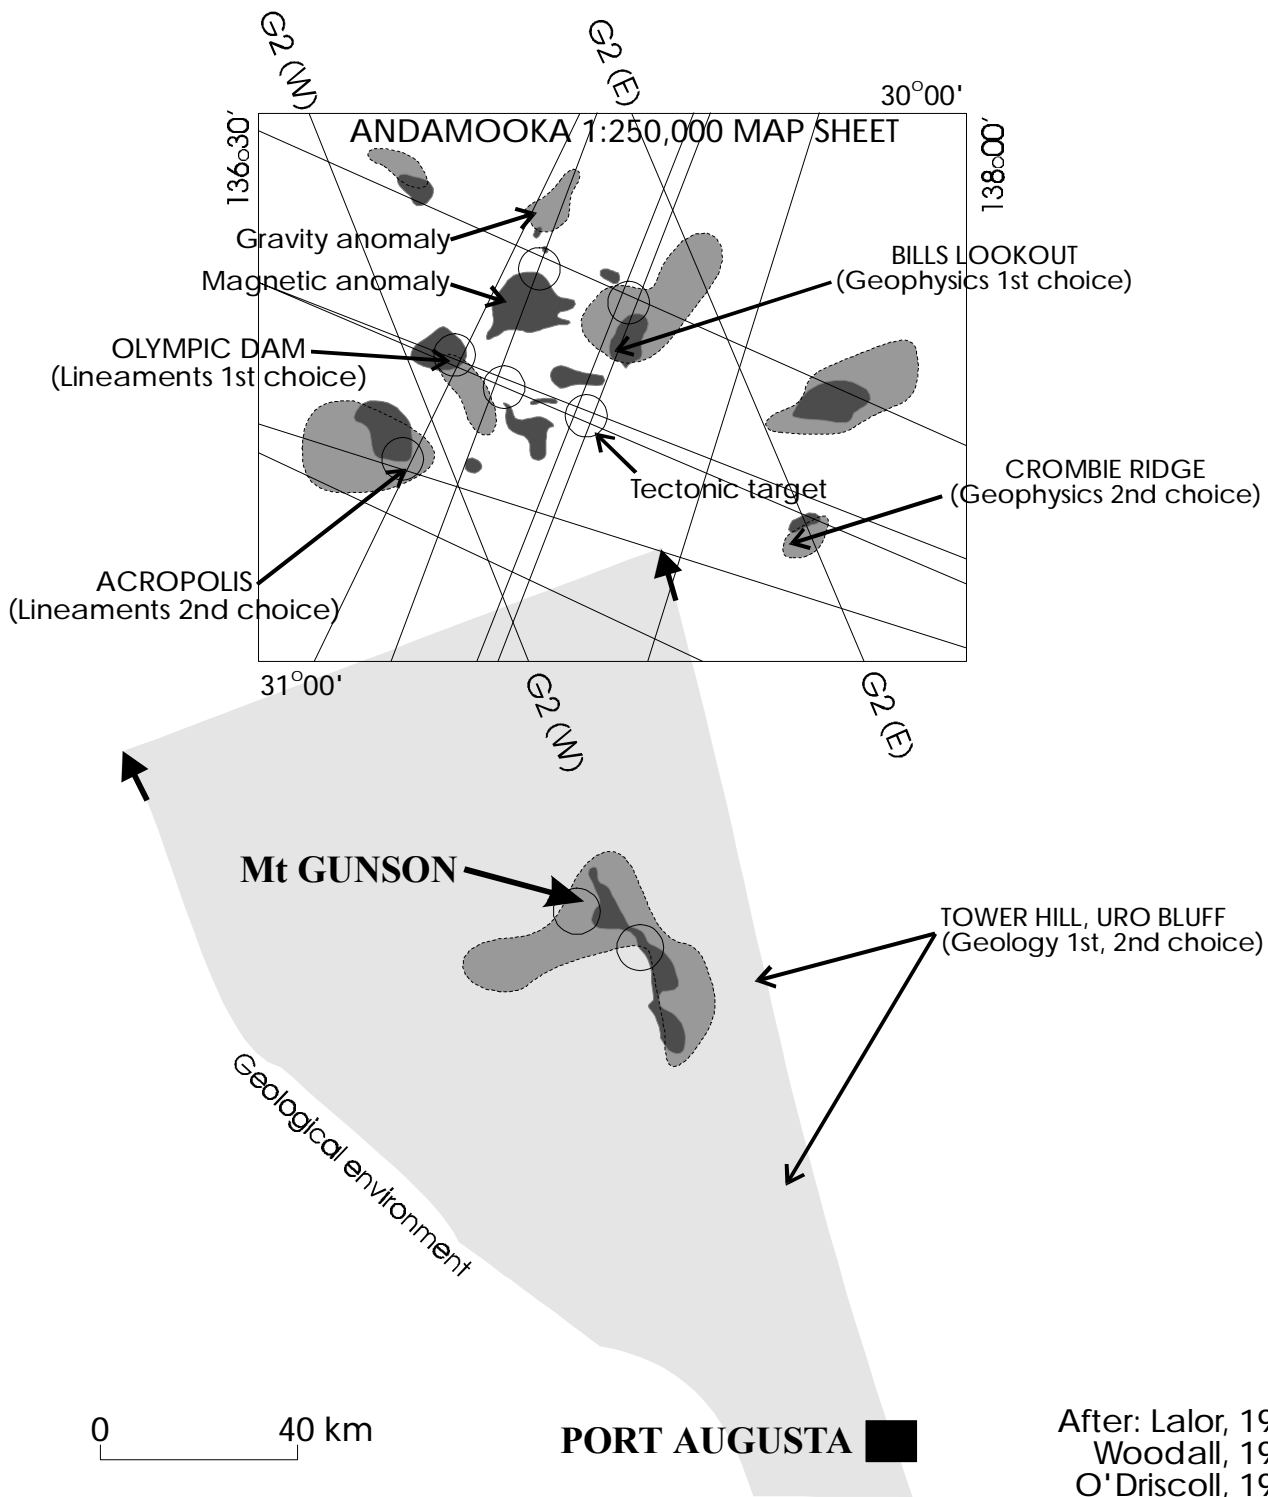 G2 (W)
G2 (E)
30°00'
ANDAMOOKA 1:250,000 MAP SHEET
136°30'
138°00'
Gravity anomaly
Magnetic anomaly
BILLS LOOKOUT
(Geophysics 1st choice)
OLYMPIC DAM
(Lineaments 1st choice)
Tectonic target
CROMBIE RIDGE
(Geophysics 2nd choice)
ACROPOLIS
(Lineaments 2nd choice)
31°00'
G2 (W)
G2 (E)
Mt GUNSON
TOWER HILL, URO BLUFF
(Geology 1st, 2nd choice)
Geological environment
0 40 km
PORT AUGUSTA
After: Lalor, 19
Woodall, 19
O'Driscoll, 19